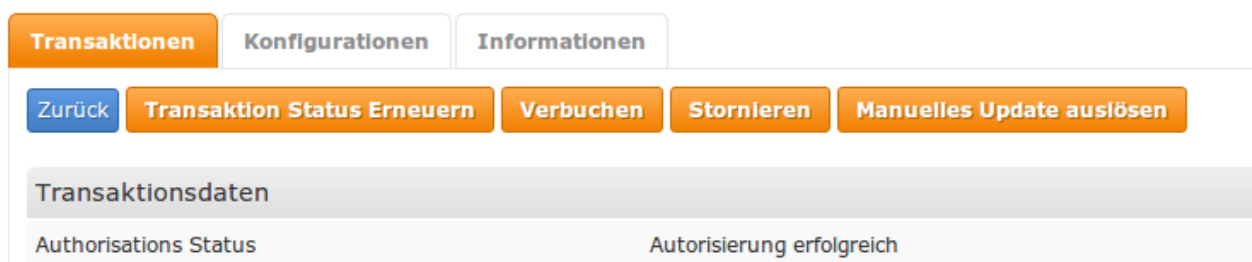 Transaktionen Konfigurationen Informationen
Zurück Transaktion Status Erneuern Verbuchen Stornieren Manuelles Update auslösen
Transaktionsdaten
Authorisations Status Autorisierung erfolgreich